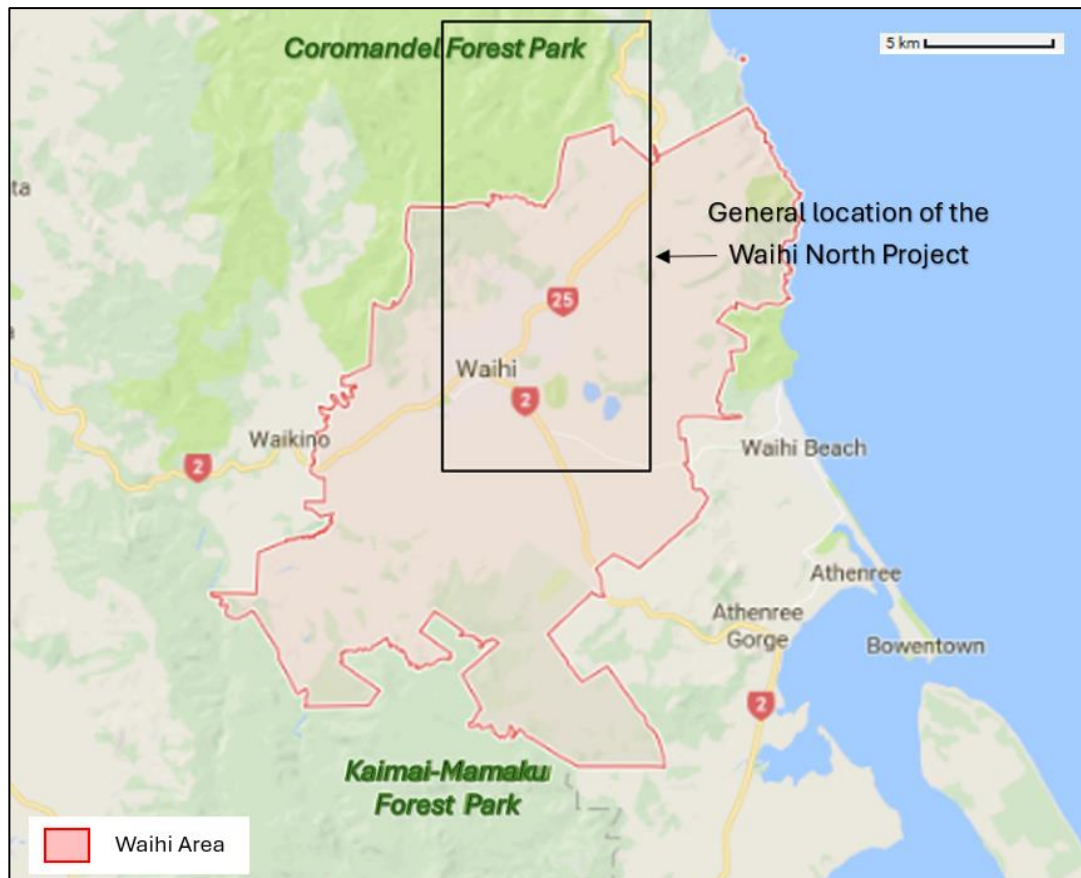 Coromandel Forest Park
5 km
ta
General location of the
Waihi North Project
25
Waihi
2
Waikino
2
Waihi Beach
Athenree
Athenree
Gorge
Bowentown
2
Kaimai-Mamaku
Forest Park
Waihi Area